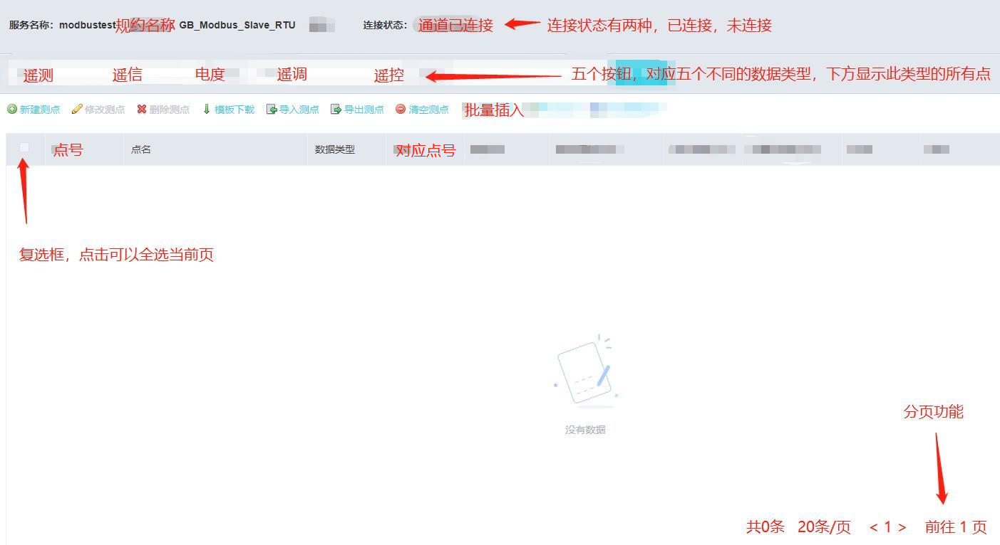 服务名称：modbustest规约名称 GB_Modbus_Slave_RTU 连接状态： 通道已连接 连接状态有两种，已连接，未连接
遥测 遥信 电度 遥调 遥控 五个按钮，对应五个不同的数据类型，下方显示此类型的所有点
新建测点 修改测点 删除测点 模板下载 导入测点 导出测点 清空测点 批量插入
点号 点名 数据类型 对应点号
复选框，点击可以全选当前页
没有数据
分页功能
共0条 20条/页 < 1 > 前往 1 页